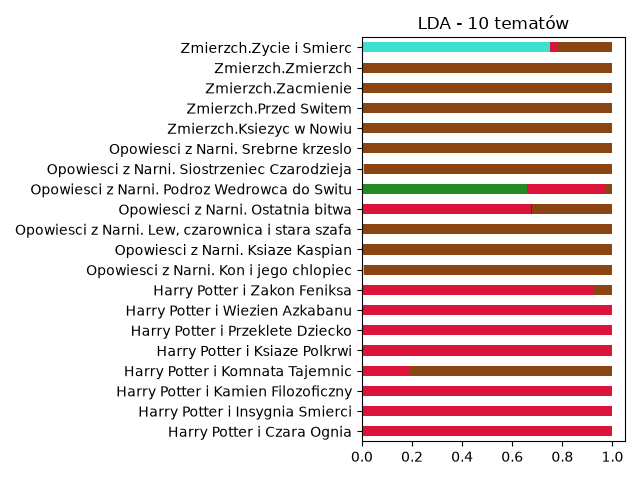 LDA - 10 tematów
Zmierzch.Zycie i Smierc
Zmierzch.Zmierzch
Zmierzch.Zacmienie
Zmierzch.Przed Switem
Zmierzch.Ksiezyc w Nowiu
Opowiesci z Narni. Srebrne krzeslo
Opowiesci z Narni. Siostrzeniec Czarodzieja
Opowiesci z Narni. Podroz Wedrowca do Switu
Opowiesci z Narni. Ostatnia bitwa
Opowiesci z Narni. Lew, czarownica i stara szafa
Opowiesci z Narni. Ksiaze Kaspian
Opowiesci z Narni. Kon i jego chlopiec
Harry Potter i Zakon Feniksa
Harry Potter i Wiezien Azkabanu
Harry Potter i Przeklete Dziecko
Harry Potter i Ksiaze Polkrwi
Harry Potter i Komnata Tajemnic
Harry Potter i Kamien Filozoficzny
Harry Potter i Insygnia Smierci
Harry Potter i Czara Ognia
0.0 0.2 0.4 0.6 0.8 1.0